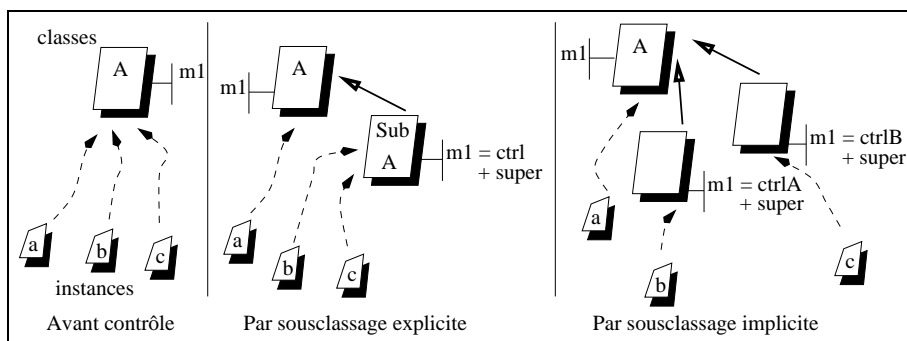 classes
A
m1
a
b
c
instances
Avant contrôle
A
m1
Sub
A
m1 = ctrl
+ super
a
b
c
Par sousclassage explicite
A
m1
m1 = ctrlB
+ super
m1 = ctrlA
+ super
a
b
c
Par sousclassage implicite